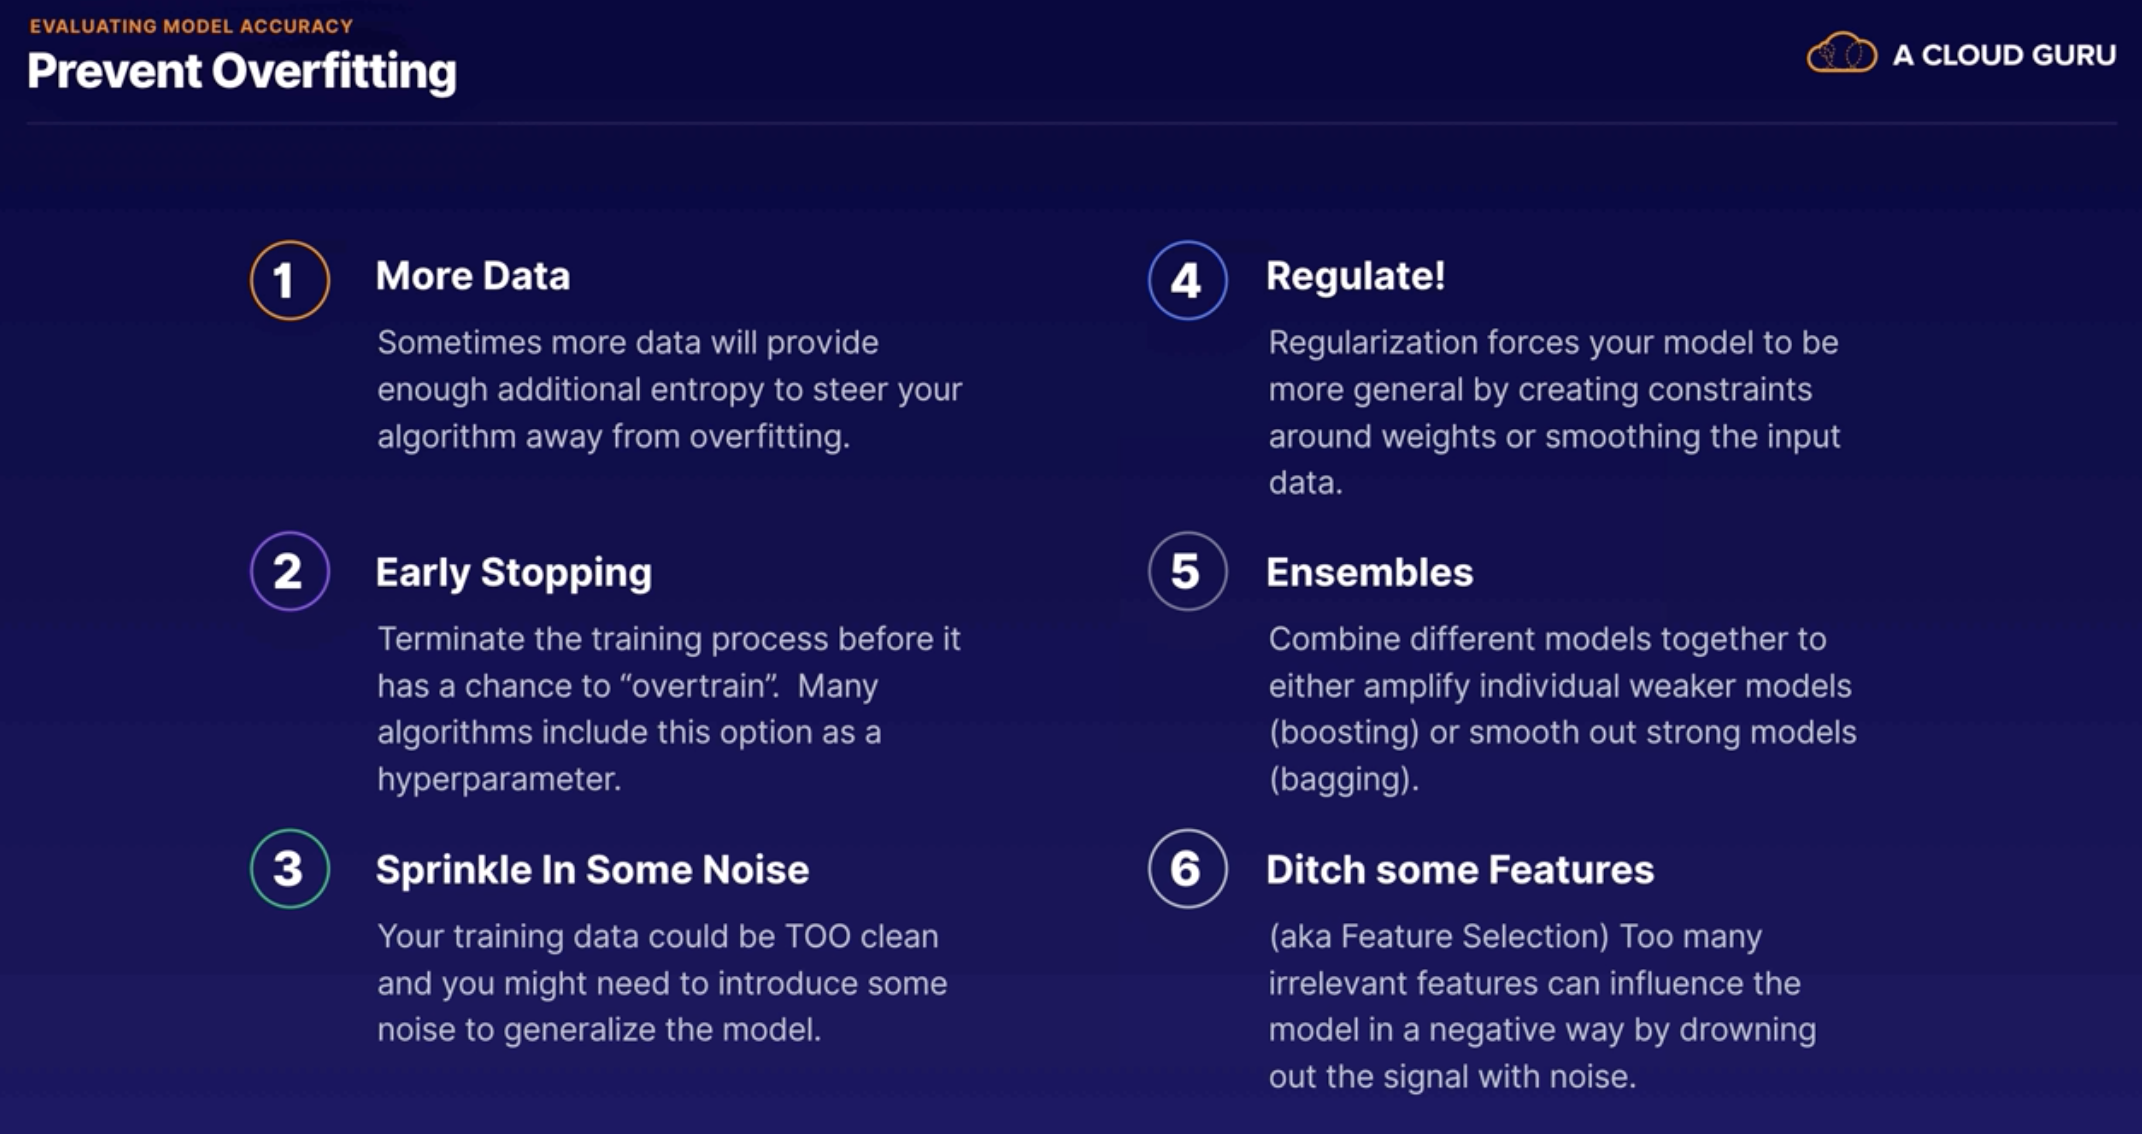 EVALUATING MODEL ACCURACY
Prevent Overfitting
A CLOUD GURU
1
More Data
Sometimes more data will provide
enough additional entropy to steer your
algorithm away from overfitting.
2
Early Stopping
Terminate the training process before it
has a chance to “overtrain”.  Many
algorithms include this option as a
hyperparameter.
3
Sprinkle In Some Noise
Your training data could be TOO clean
and you might need to introduce some
noise to generalize the model.
4
Regulate!
Regularization forces your model to be
more general by creating constraints
around weights or smoothing the input
data.
5
Ensembles
Combine different models together to
either amplify individual weaker models
(boosting) or smooth out strong models
(bagging).
6
Ditch some Features
(aka Feature Selection) Too many
irrelevant features can influence the
model in a negative way by drowning
out the signal with noise.